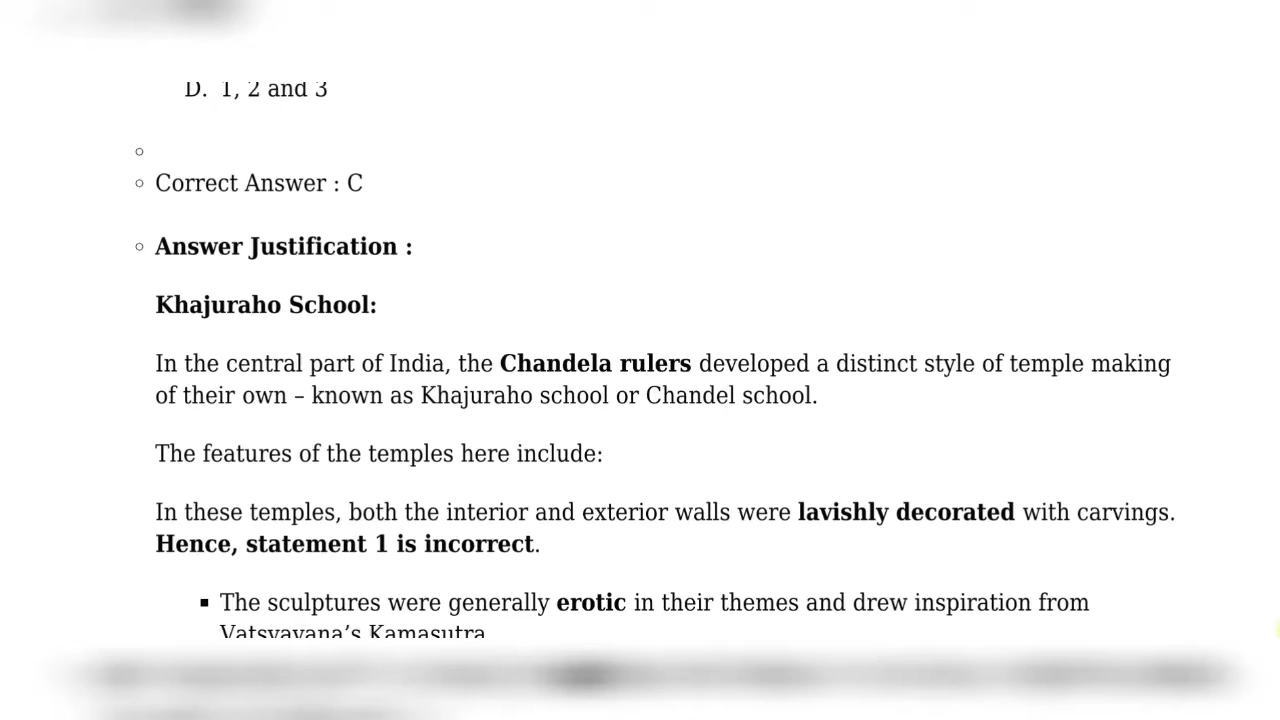 D. 1, 2 and 3
Correct Answer : C
Answer Justification :
Khajuraho School:
In the central part of India, the Chandela rulers developed a distinct style of temple making
of their own – known as Khajuraho school or Chandel school.
The features of the temples here include:
In these temples, both the interior and exterior walls were lavishly decorated with carvings.
Hence, statement 1 is incorrect.
The sculptures were generally erotic in their themes and drew inspiration from
Vatsyayana’s Kamasutra.